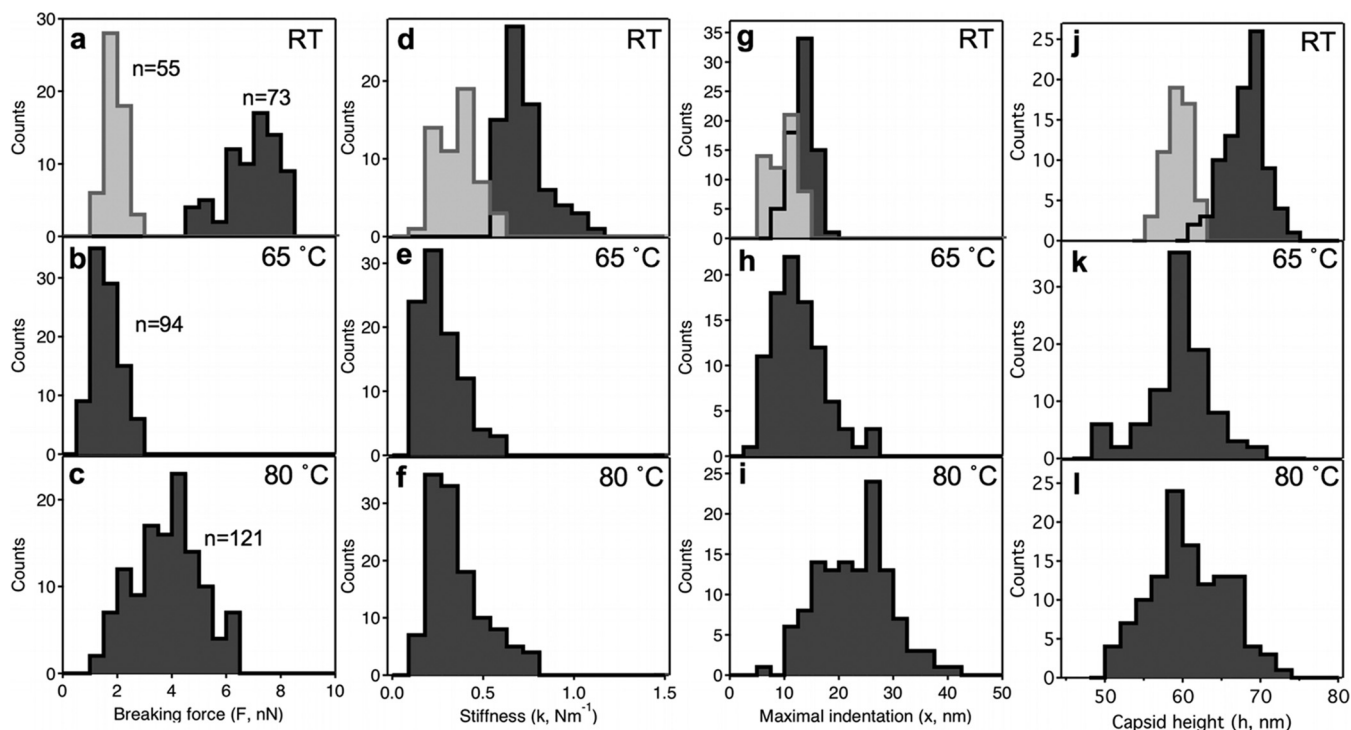 a
RT
n=55
n=73
Counts
30
20
10
0
d
RT
Counts
20
10
0
g
RT
Counts
35
30
25
20
15
10
5
0
j
RT
Counts
25
20
15
10
5
0
b
65 °C
n=94
Counts
30
20
10
0
e
65 °C
Counts
30
20
10
0
h
65 °C
Counts
20
15
10
5
0
k
65 °C
Counts
30
20
10
0
c
80 °C
n=121
Counts
20
10
0
0 2 4 6 8 10
Breaking force (F, nN)
f
80 °C
Counts
30
20
10
0
0.0 0.5 1.0 1.5
Stiffness (k, Nm⁻¹)
i
80 °C
Counts
25
20
15
10
5
0
0 10 20 30 40 50
Maximal indentation (x, nm)
l
80 °C
Counts
25
20
15
10
5
0
50 60 70 80
Capsid height (h, nm)